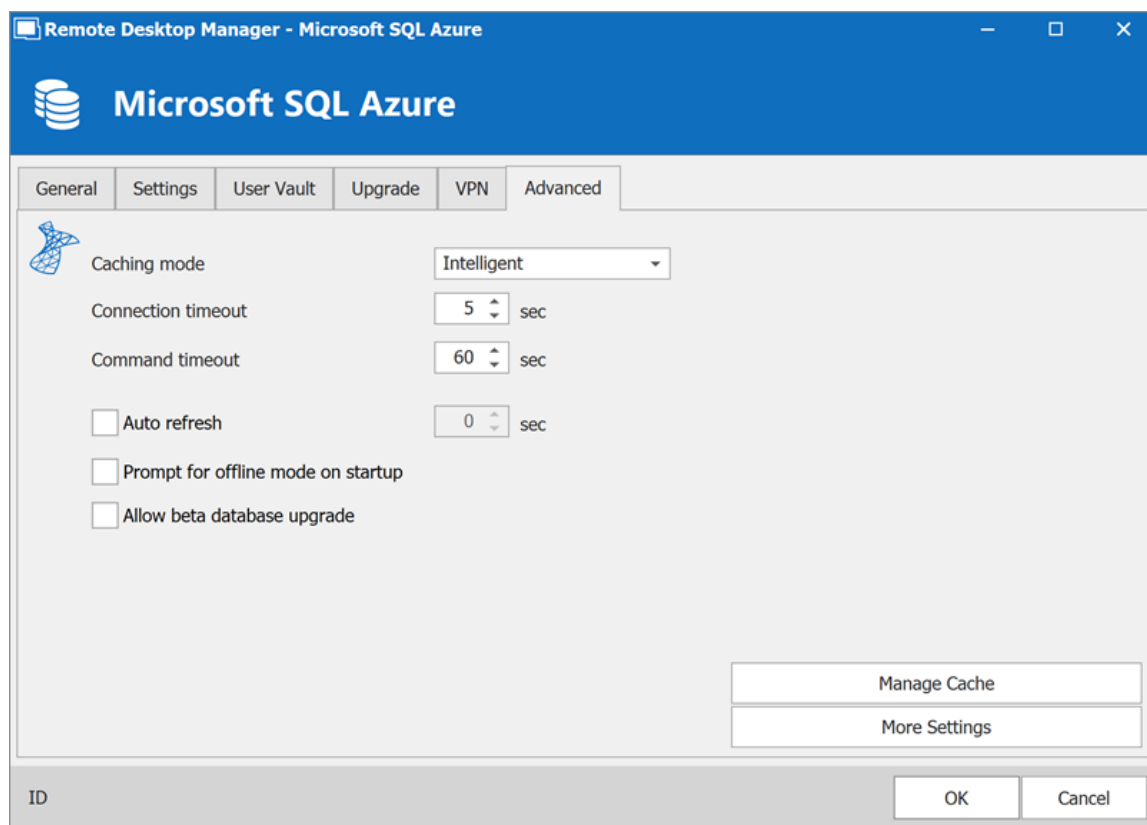 Remote Desktop Manager - Microsoft SQL Azure
Microsoft SQL Azure
General Settings User Vault Upgrade VPN Advanced
Caching mode Intelligent
Connection timeout 5 sec
Command timeout 60 sec
Auto refresh 0 sec
Prompt for offline mode on startup
Allow beta database upgrade
Manage Cache
More Settings
ID OK Cancel